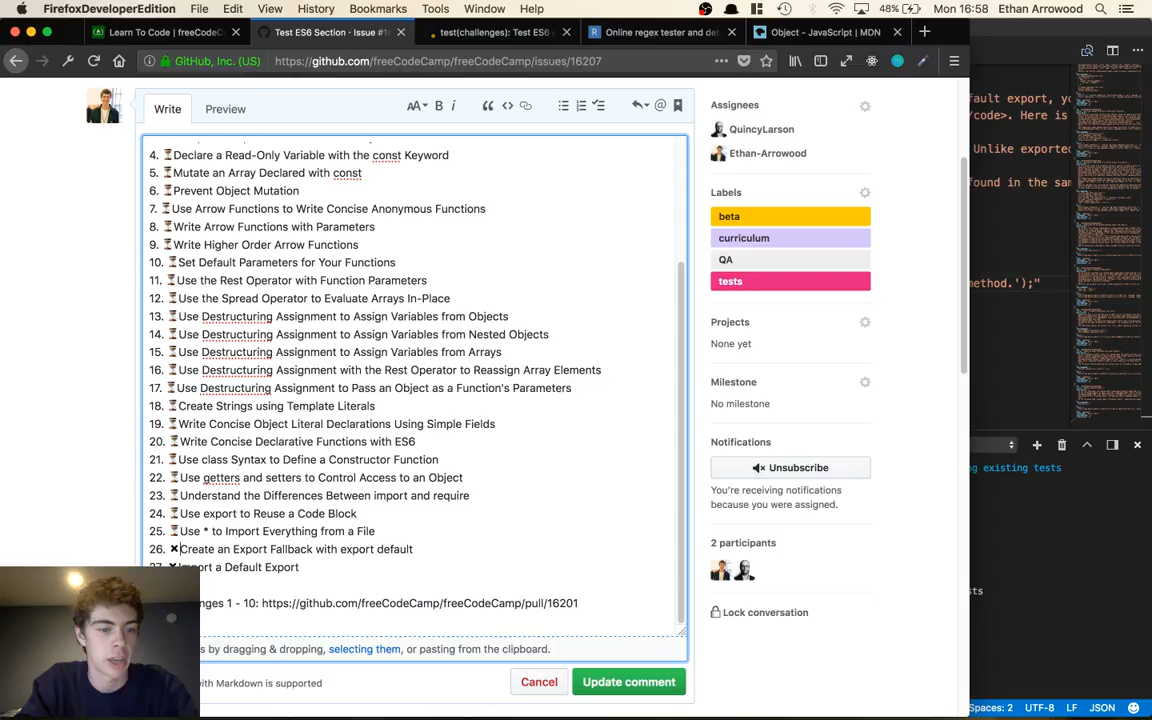 FirefoxDeveloperEdition File Edit View History Bookmarks Tools Window Help 48% Mon 16:58 Ethan Arrowood
Learn To Code | freeCodeC
Test ES6 Section · Issue #1
test(challenges): Test ES6
Online regex tester and de
Object - JavaScript | MDN
GitHub, Inc. (US) https://github.com/freeCodeCamp/freeCodeCamp/issues/16207
Write Preview
AA B i
4. Declare a Read-Only Variable with the const Keyword
5. Mutate an Array Declared with const
6. Prevent Object Mutation
7. Use Arrow Functions to Write Concise Anonymous Functions
8. Write Arrow Functions with Parameters
9. Write Higher Order Arrow Functions
10. Set Default Parameters for Your Functions
11. Use the Rest Operator with Function Parameters
12. Use the Spread Operator to Evaluate Arrays In-Place
13. Use Destructuring Assignment to Assign Variables from Objects
14. Use Destructuring Assignment to Assign Variables from Nested Objects
15. Use Destructuring Assignment to Assign Variables from Arrays
16. Use Destructuring Assignment with the Rest Operator to Reassign Array Elements
17. Use Destructuring Assignment to Pass an Object as a Function's Parameters
18. Create Strings using Template Literals
19. Write Concise Object Literal Declarations Using Simple Fields
20. Write Concise Declarative Functions with ES6
21. Use class Syntax to Define a Constructor Function
22. Use getters and setters to Control Access to an Object
23. Understand the Differences Between import and require
24. Use export to Reuse a Code Block
25. Use * to Import Everything from a File
26. ✖Create an Export Fallback with export default
27. ✖Import a Default Export
nges 1 - 10: https://github.com/freeCodeCamp/freeCodeCamp/pull/16201
s by dragging & dropping, selecting them, or pasting from the clipboard.
with Markdown is supported
Cancel
Update comment
Assignees
QuincyLarson
Ethan-Arrowood
Labels
beta
curriculum
QA
tests
Projects
None yet
Milestone
No milestone
Notifications
Unsubscribe
You're receiving notifications
because you were assigned.
2 participants
Lock conversation
fault export, yo
/code>. Here is
Unlike exported
found in the sam
method.');"
ng existing tests
sts
Spaces: 2 UTF-8 LF JSON